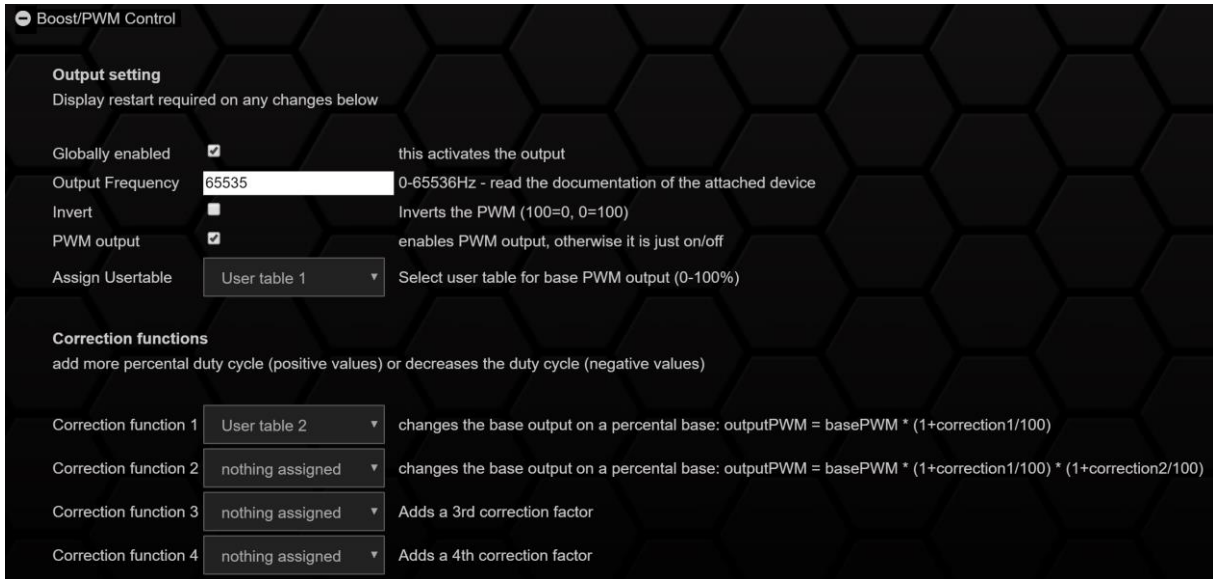 Boost/PWM Control
Output setting
Display restart required on any changes below
Globally enabled this activates the output
Output Frequency 65535 0-65536Hz - read the documentation of the attached device
Invert Inverts the PWM (100=0, 0=100)
PWM output enables PWM output, otherwise it is just on/off
Assign Usertable User table 1 Select user table for base PWM output (0-100%)
Correction functions
add more percental duty cycle (positive values) or decreases the duty cycle (negative values)
Correction function 1 User table 2 changes the base output on a percental base: outputPWM = basePWM * (1+correction1/100)
Correction function 2 nothing assigned changes the base output on a percental base: outputPWM = basePWM * (1+correction1/100) * (1+correction2/100)
Correction function 3 nothing assigned Adds a 3rd correction factor
Correction function 4 nothing assigned Adds a 4th correction factor